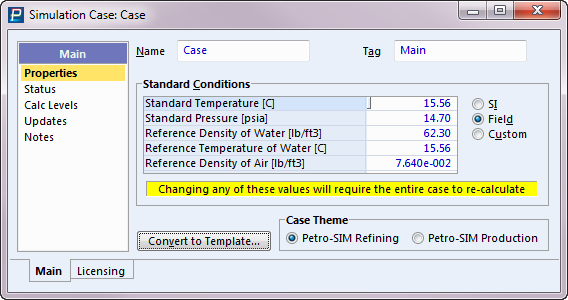 Simulation Case: Case
Main
Properties
Status
Calc Levels
Updates
Notes
Name Case Tag Main
Standard Conditions
Standard Temperature [C] 15.56
Standard Pressure [psia] 14.70
Reference Density of Water [lb/ft3] 62.30
Reference Temperature of Water [C] 15.56
Reference Density of Air [lb/ft3] 7.640e-002
SI
Field
Custom
Changing any of these values will require the entire case to re-calculate
Convert to Template...
Case Theme
Petro-SIM Refining Petro-SIM Production
Main Licensing